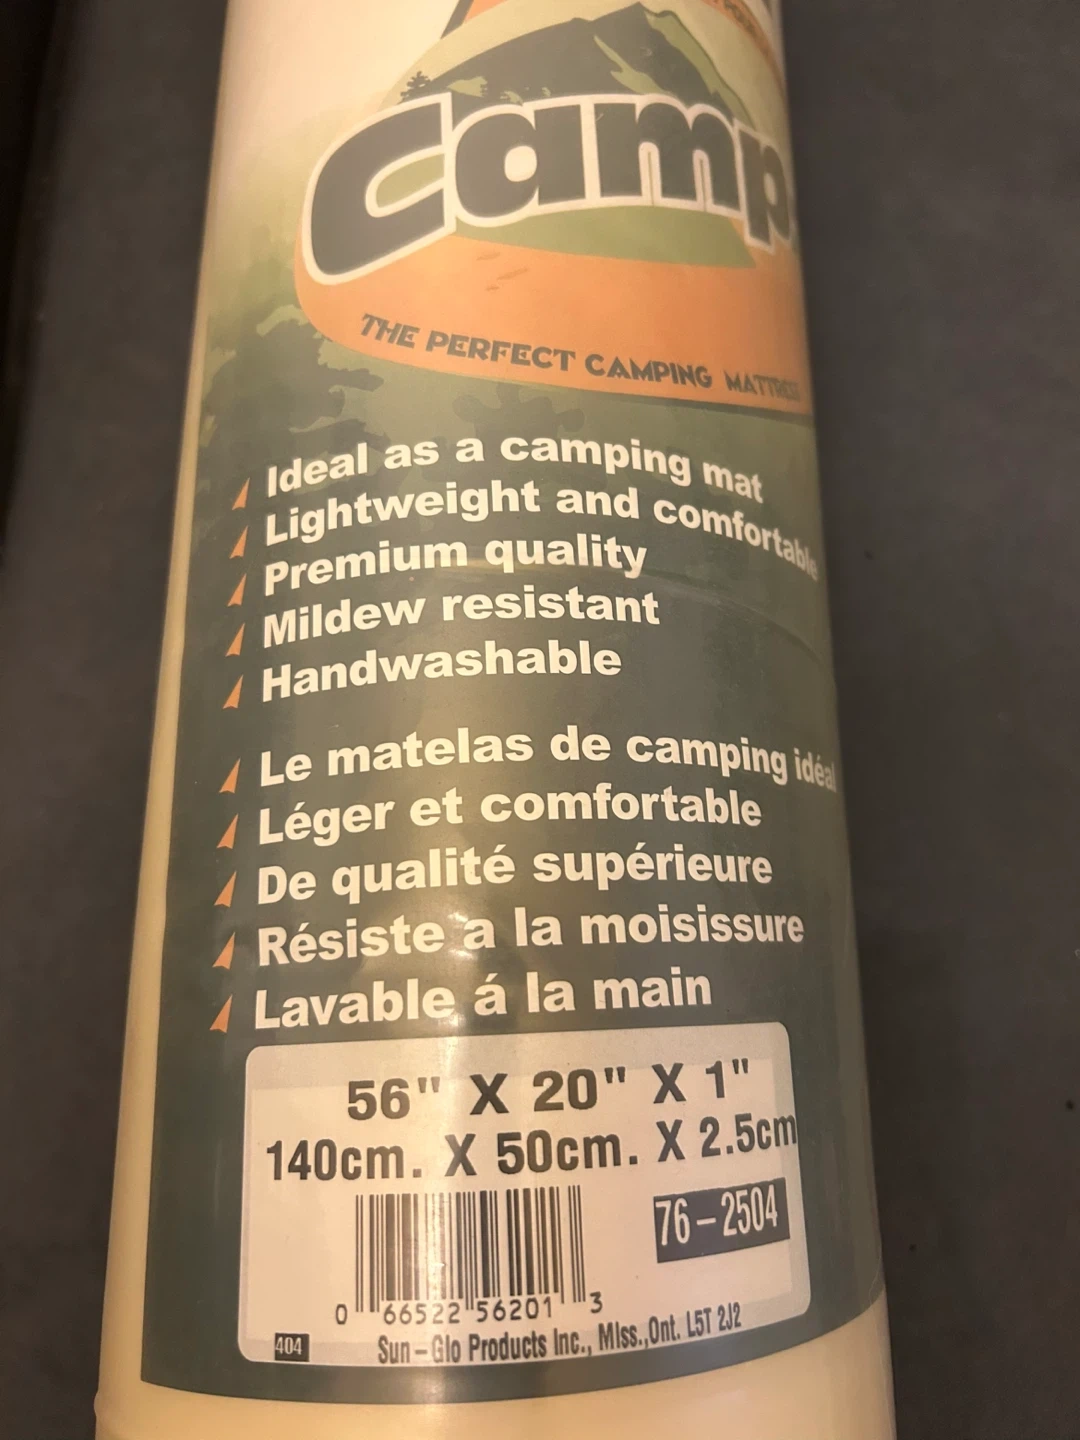 Camp
THE PERFECT CAMPING MATTRESS
Ideal as a camping mat
Lightweight and comfortable
Premium quality
Mildew resistant
Handwashable
Le matelas de camping idéal
Léger et comfortable
De qualité supérieure
Résiste a la moisissure
Lavable á la main
56" X 20" X 1"
140cm. X 50cm. X 2.5cm
76-2504
0 66522 56201 3
404 Sun-Glo Products Inc., Miss.,Ont. L5T 2J2